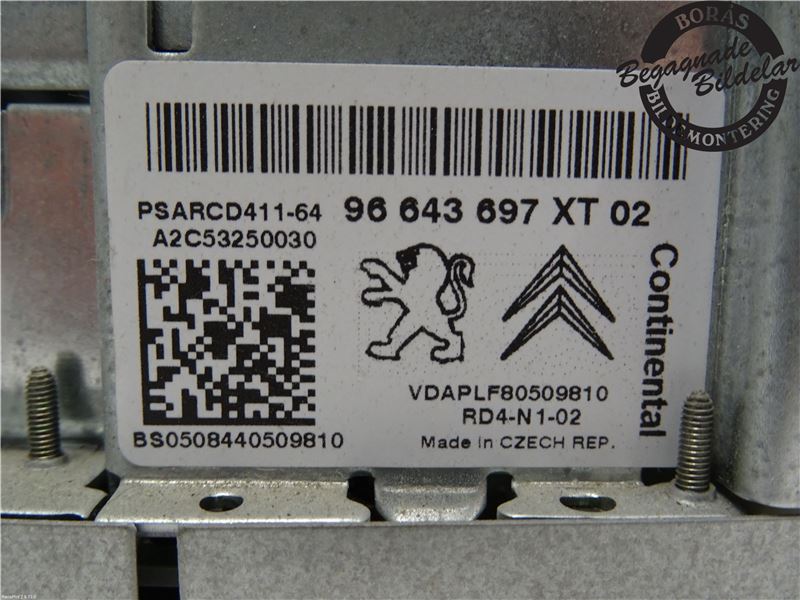 BORÅS
Begagnade
Bildelar
BILDEMONTERING
PSARCD411-64 96 643 697 XT 02
A2C53250030
Continental
VDAPLF80509810
RD4-N1-02
BS0508440509810
Made in CZECH REP.